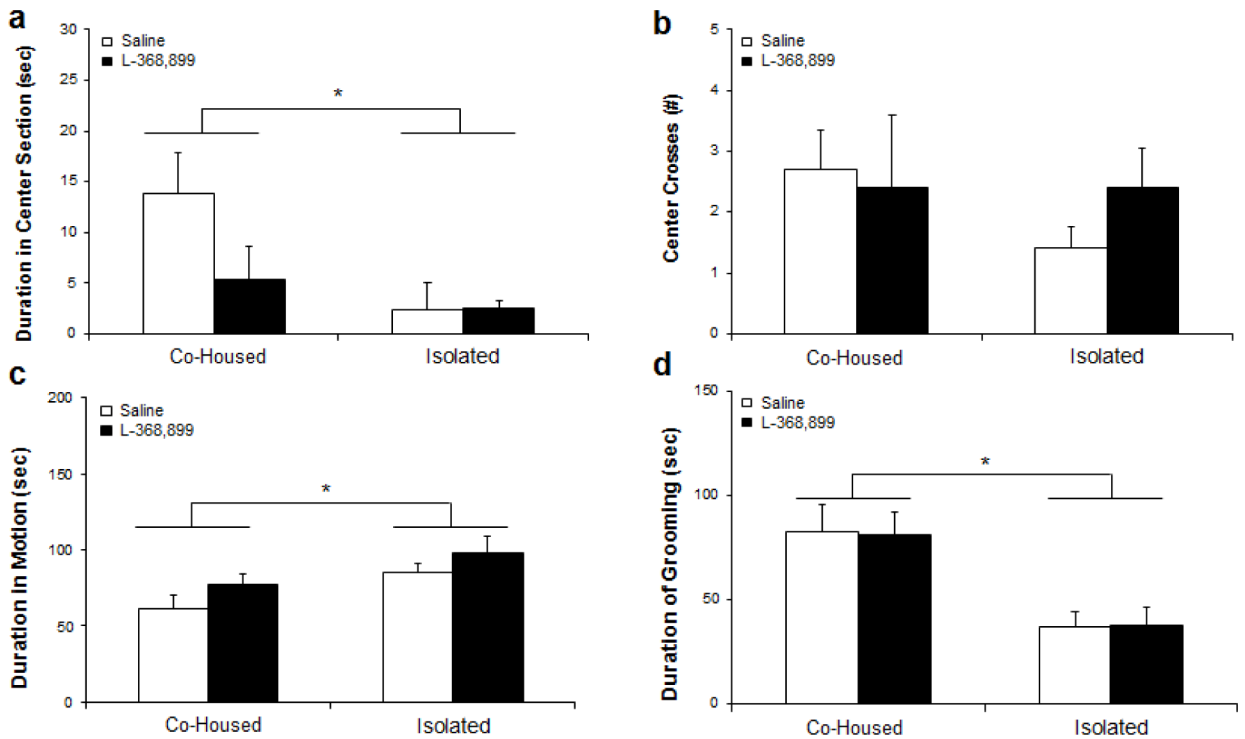 a
Duration in Center Section (sec)
30
25
20
15
10
5
0
Saline
L-368,899
*
Co-Housed
Isolated
b
Center Crosses (#)
5
4
3
2
1
0
Saline
L-368,899
Co-Housed
Isolated
c
Duration in Motion (sec)
200
150
100
50
0
Saline
L-368,899
*
Co-Housed
Isolated
d
Duration of Grooming (sec)
150
100
50
0
Saline
L-368,899
*
Co-Housed
Isolated